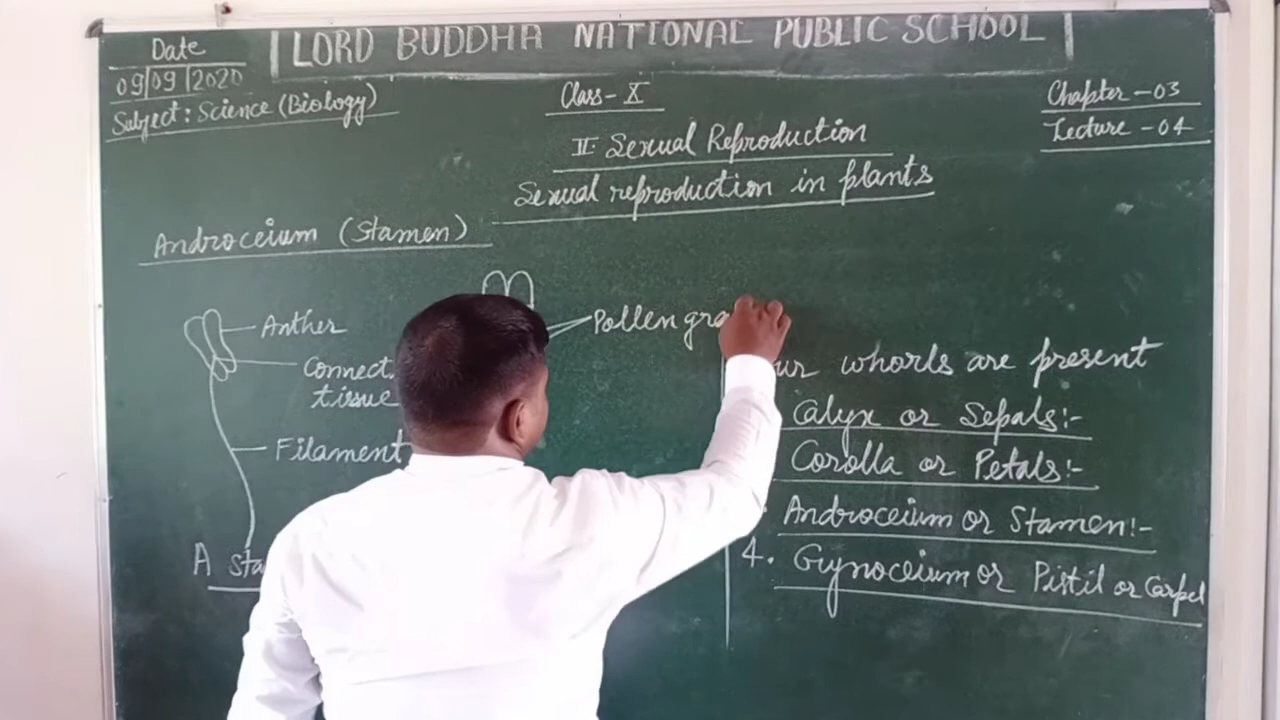 LORD BUDDHA NATIONAL PUBLIC SCHOOL
Date
09/09/2020
Subject: Science (Biology)
Class-X
Chapter-03
Lecture-04
II. Sexual Reproduction
Sexual reproduction in plants
Androceium (Stamen)
Anther
Connect
tissue
Filament
A sta
Pollen gra
ur whorls are present
Calyx or Sepals:-
Corolla or Petals:-
Androceium or Stamen:-
4. Gynoceium or Pistil or Carpel